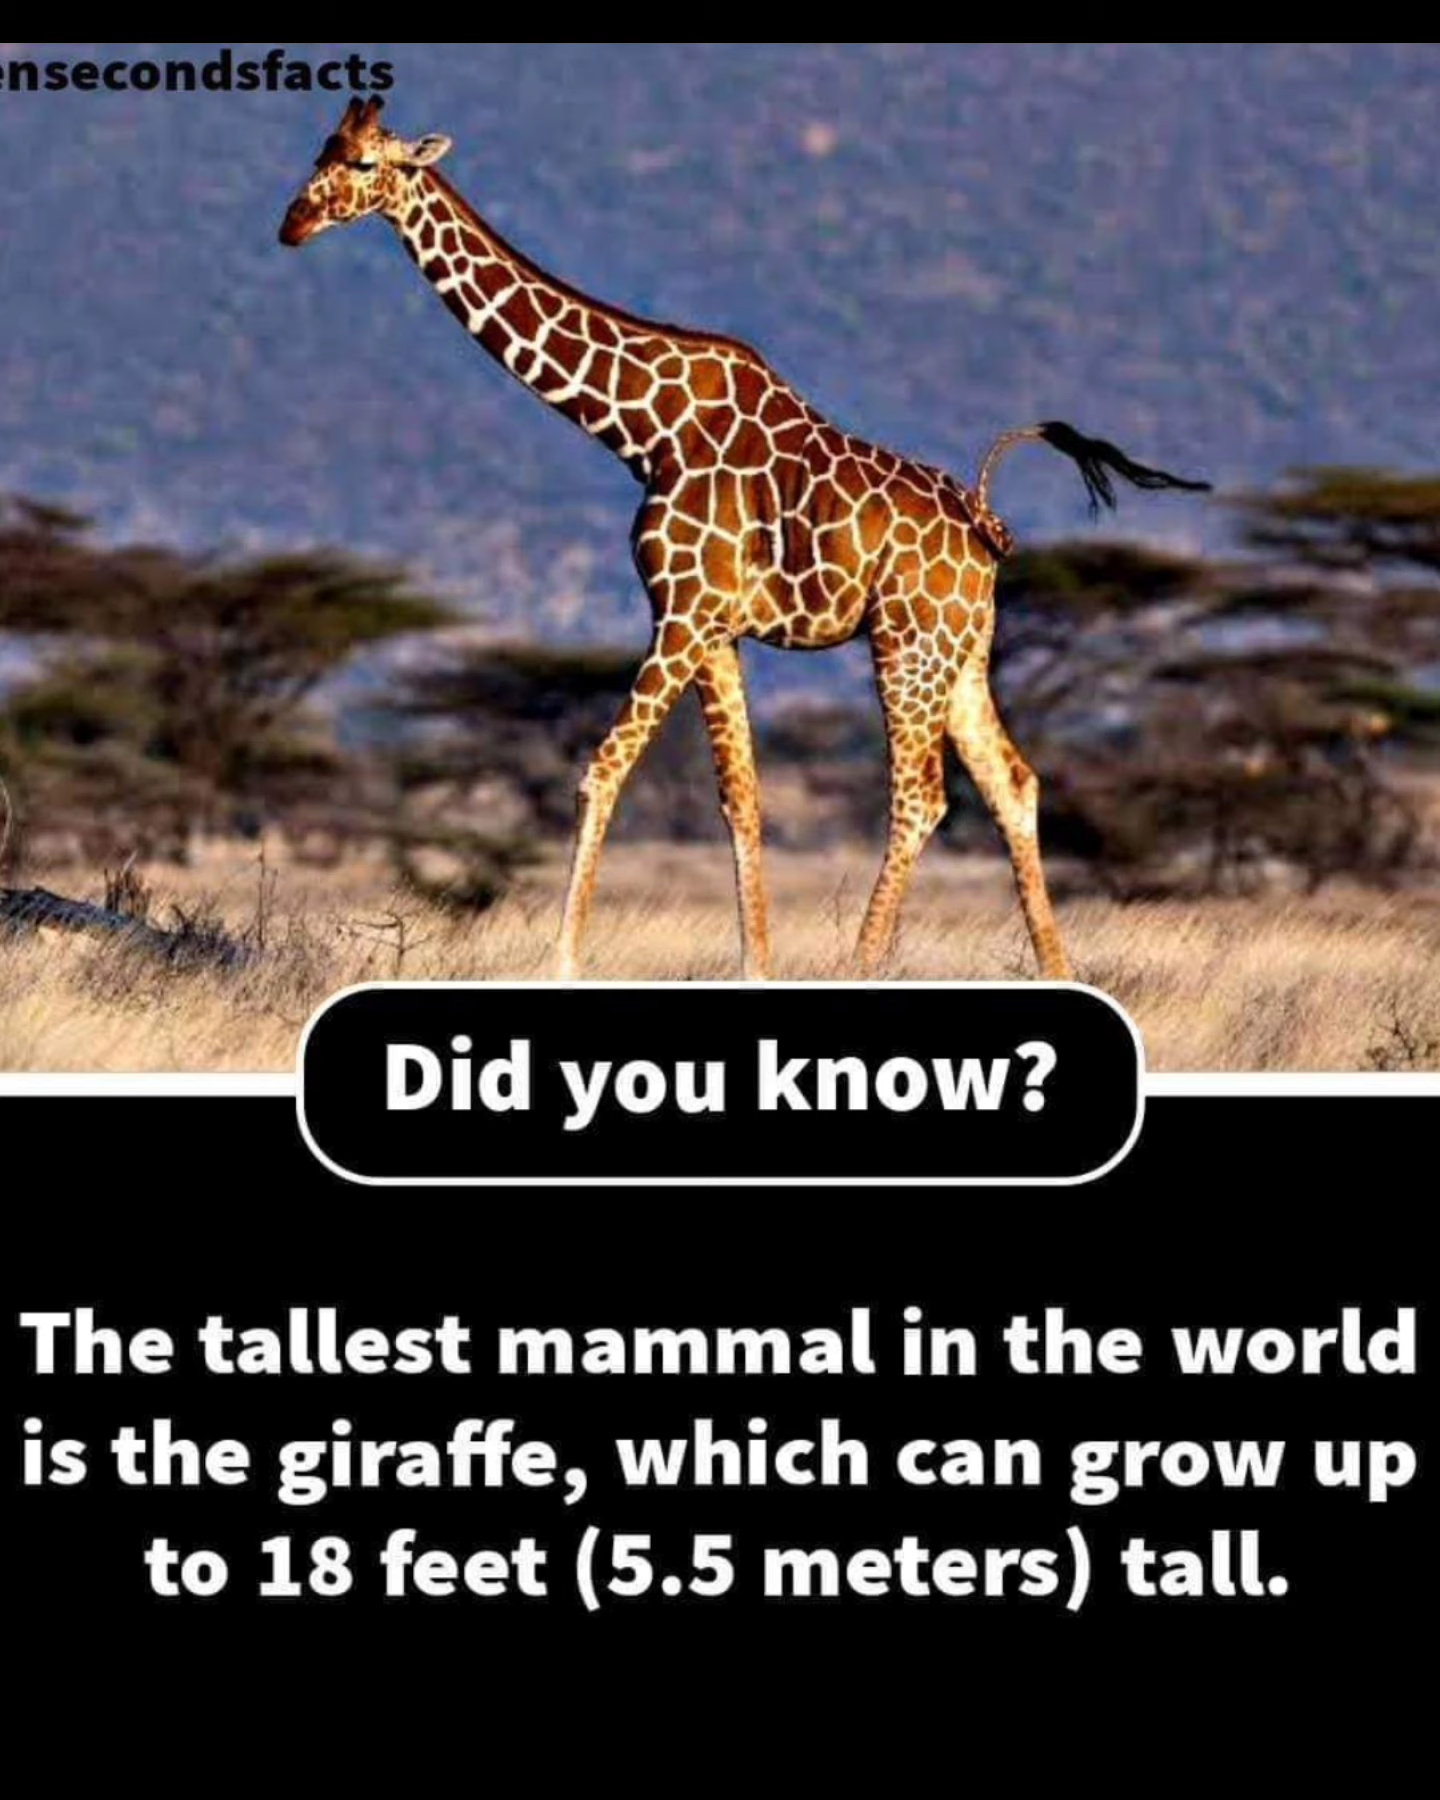 ensecondsfacts
Did you know?
The tallest mammal in the world
is the giraffe, which can grow up
to 18 feet (5.5 meters) tall.